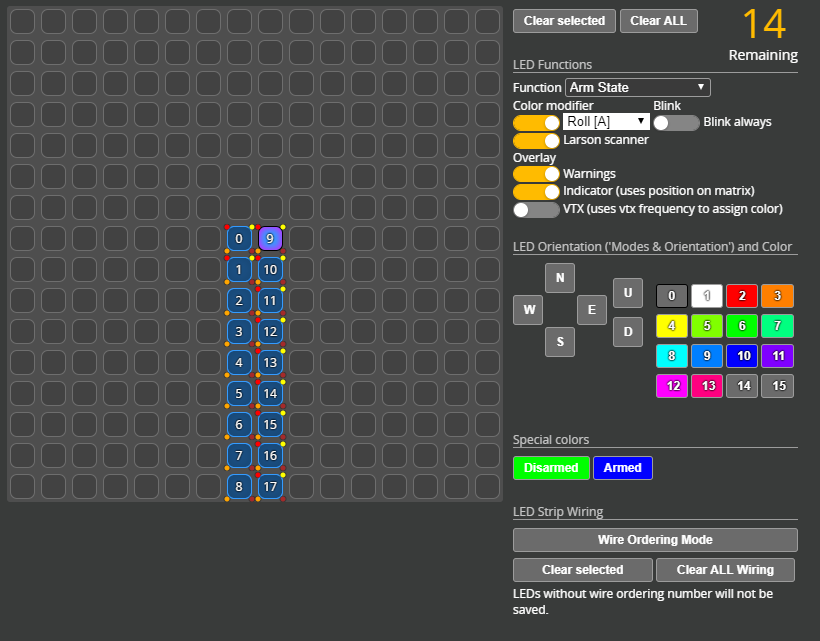 Clear selected Clear ALL 14
Remaining
LED Functions
Function Arm State
Color modifier Blink
Roll [A] Blink always
Larson scanner
Overlay
Warnings
Indicator (uses position on matrix)
VTX (uses vtx frequency to assign color)
0 9
1 10
2 11
3 12
4 13
5 14
6 15
7 16
8 17
LED Orientation ('Modes & Orientation') and Color
N
W E
S
U
D
0 1 2 3
4 5 6 7
8 9 10 11
12 13 14 15
Special colors
Disarmed Armed
LED Strip Wiring
Wire Ordering Mode
Clear selected Clear ALL Wiring
LEDs without wire ordering number will not be
saved.